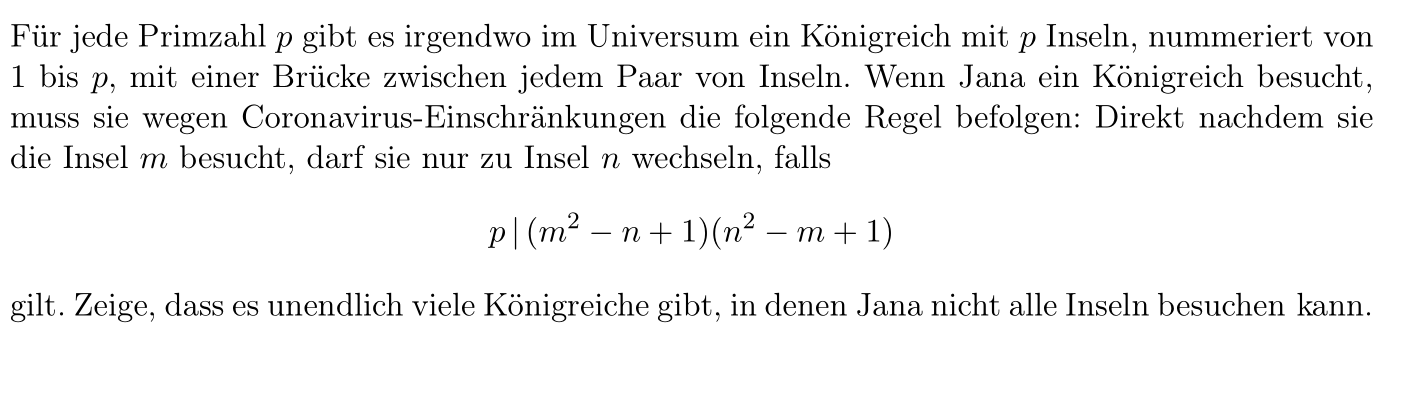 Für jede Primzahl p gibt es irgendwo im Universum ein Königreich mit p Inseln, nummeriert von
1 bis p, mit einer Brücke zwischen jedem Paar von Inseln. Wenn Jana ein Königreich besucht,
muss sie wegen Coronavirus-Einschränkungen die folgende Regel befolgen: Direkt nachdem sie
die Insel m besucht, darf sie nur zu Insel n wechseln, falls
p | (m² − n + 1)(n² − m + 1)
gilt. Zeige, dass es unendlich viele Königreiche gibt, in denen Jana nicht alle Inseln besuchen kann.